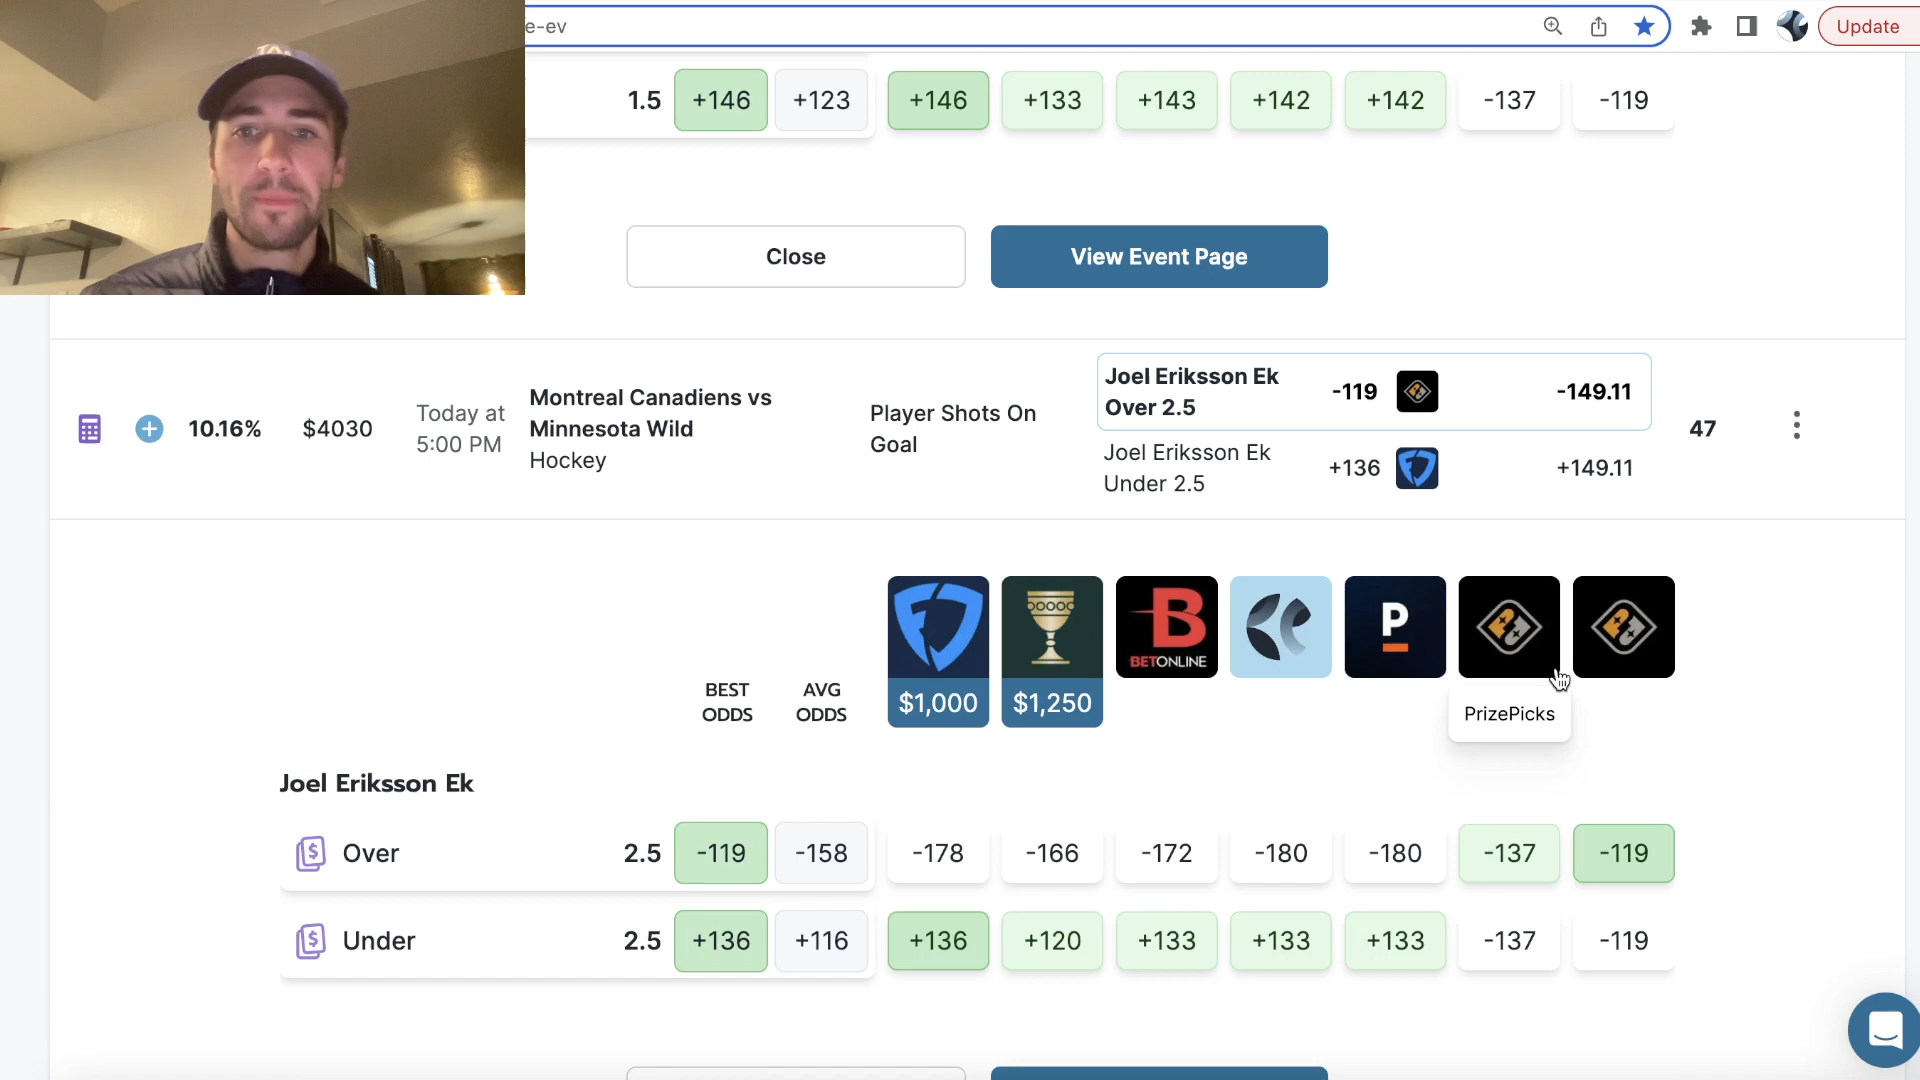 e-ev
Update
1.5 +146 +123 +146 +133 +143 +142 +142 -137 -119
Close View Event Page
10.16% $4030
Today at
5:00 PM
Montreal Canadiens vs
Minnesota Wild
Hockey
Player Shots On
Goal
Joel Eriksson Ek
Over 2.5
-119 -149.11
Joel Eriksson Ek
Under 2.5
+136 +149.11
47
B
BETONLINE
P
BEST
ODDS
AVG
ODDS
$1,000 $1,250
PrizePicks
Joel Eriksson Ek
Over 2.5 -119 -158 -178 -166 -172 -180 -180 -137 -119
Under 2.5 +136 +116 +136 +120 +133 +133 +133 -137 -119